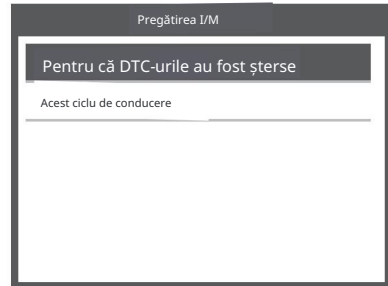 Pregătirea I/M
Pentru că DTC-urile au fost șterse
Acest ciclu de conducere